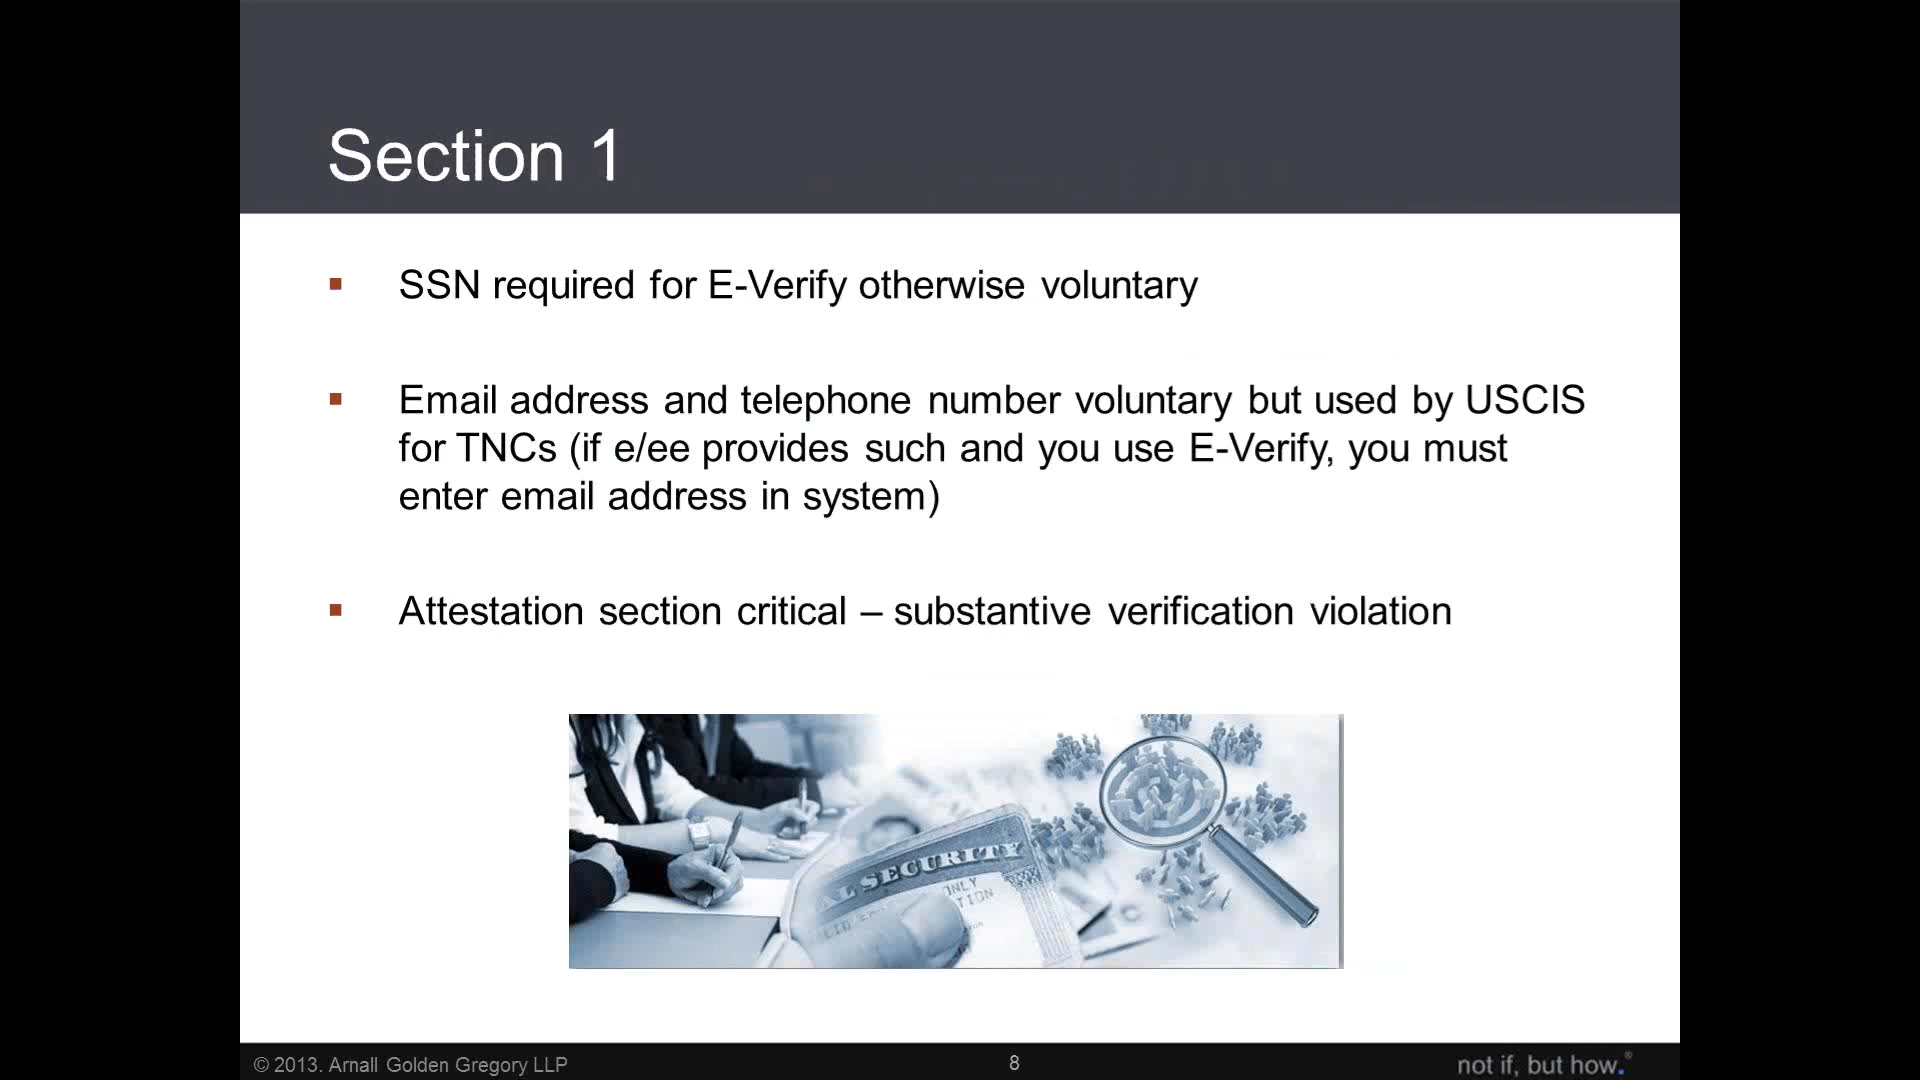 Section 1
▪ SSN required for E-Verify otherwise voluntary
▪ Email address and telephone number voluntary but used by USCIS
for TNCs (if e/ee provides such and you use E-Verify, you must
enter email address in system)
▪ Attestation section critical – substantive verification violation
AL SECURITY
ONLY
© 2013. Arnall Golden Gregory LLP
8
not if, but how.®